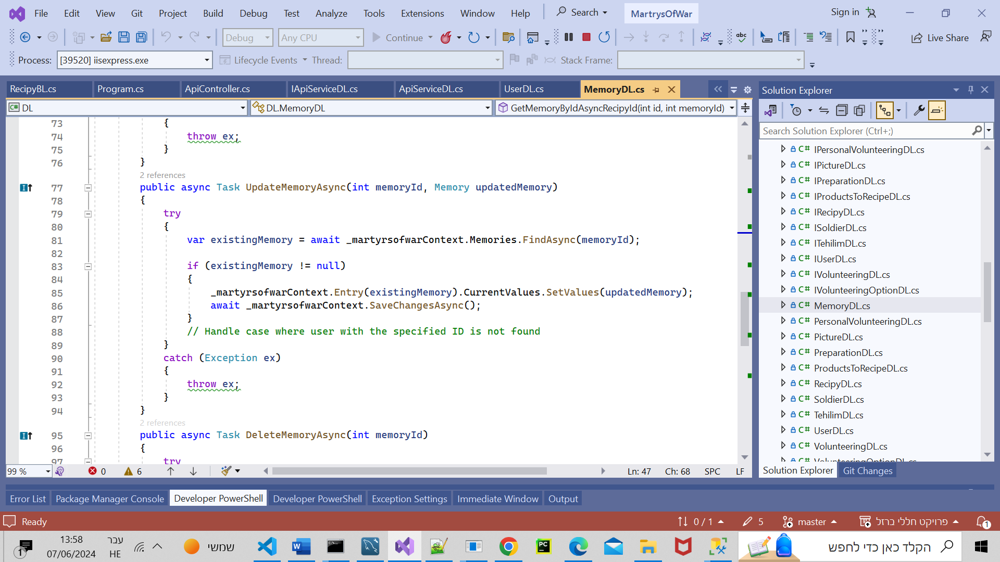 File Edit View Git Project Build Debug Test Analyze Tools Extensions Window Help Search MartrysOfWar Sign in
Debug Any CPU Continue Live Share
Process: [39520] iisexpress.exe Lifecycle Events Thread: Stack Frame:
RecipyBL.cs Program.cs ApiController.cs IApiServiceDL.cs ApiServiceDL.cs UserDL.cs MemoryDL.cs
DL DL.MemoryDL GetMemoryByIdAsyncRecipyId(int id, int memoryId)
73 {
74 throw ex;
75 }
76 }
2 references
77 public async Task UpdateMemoryAsync(int memoryId, Memory updatedMemory)
78 {
79 try
80 {
81 var existingMemory = await _martyrsofwarContext.Memories.FindAsync(memoryId);
82
83 if (existingMemory != null)
84 {
85 _martyrsofwarContext.Entry(existingMemory).CurrentValues.SetValues(updatedMemory);
86 await _martyrsofwarContext.SaveChangesAsync();
87 }
88 // Handle case where user with the specified ID is not found
89 }
90 catch (Exception ex)
91 {
92 throw ex;
93 }
94 }
2 references
95 public async Task DeleteMemoryAsync(int memoryId)
96 {
97 try
99 % 0 6 Ln: 47 Ch: 68 SPC LF
Solution Explorer
Search Solution Explorer (Ctrl+;)
C# IPersonalVolunteeringDL.cs
C# IPictureDL.cs
C# IPreparationDL.cs
C# IProductsToRecipeDL.cs
C# IRecipyDL.cs
C# ISoldierDL.cs
C# ITehilimDL.cs
C# IUserDL.cs
C# IVolunteeringDL.cs
C# IVolunteeringOptionDL.cs
C# MemoryDL.cs
C# PersonalVolunteeringDL.cs
C# PictureDL.cs
C# PreparationDL.cs
C# ProductsToRecipeDL.cs
C# RecipyDL.cs
C# SoldierDL.cs
C# TehilimDL.cs
C# UserDL.cs
C# VolunteeringDL.cs
C# VolunteeringOptionDL.cs
Solution Explorer Git Changes
Error List Package Manager Console Developer PowerShell Developer PowerShell Exception Settings Immediate Window Output
Ready 0 / 1 5 master פרויקט חללי ברזל 1
1 13:58 עבר שמשי הקלד כאן כדי לחפש
07/06/2024 HE